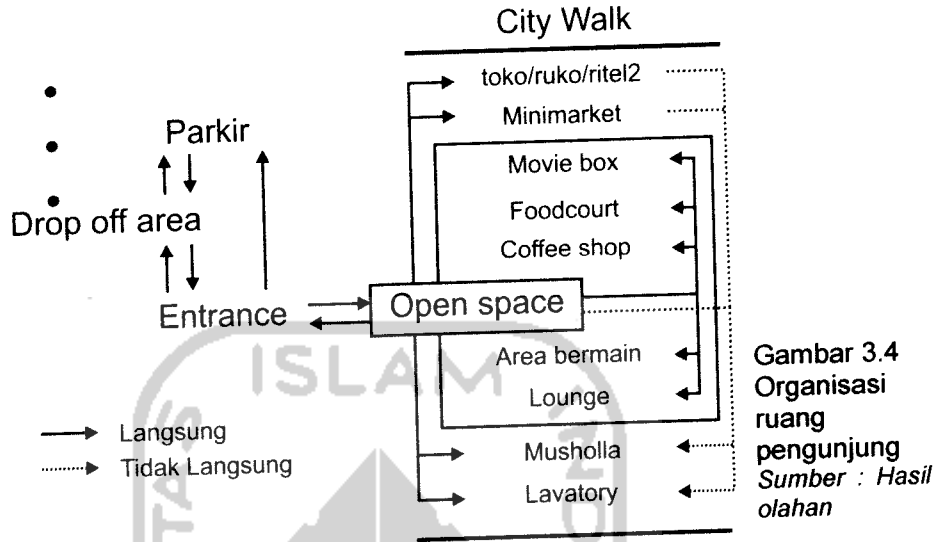 City Walk
toko/ruko/ritel2
Minimarket
Parkir
Movie box
Foodcourt
Drop off area
Coffee shop
Entrance
Open space
Area bermain
Lounge
Musholla
Lavatory
Langsung
Tidak Langsung
Gambar 3.4
Organisasi
ruang
pengunjung
Sumber : Hasil
olahan
ISLAM
TAS